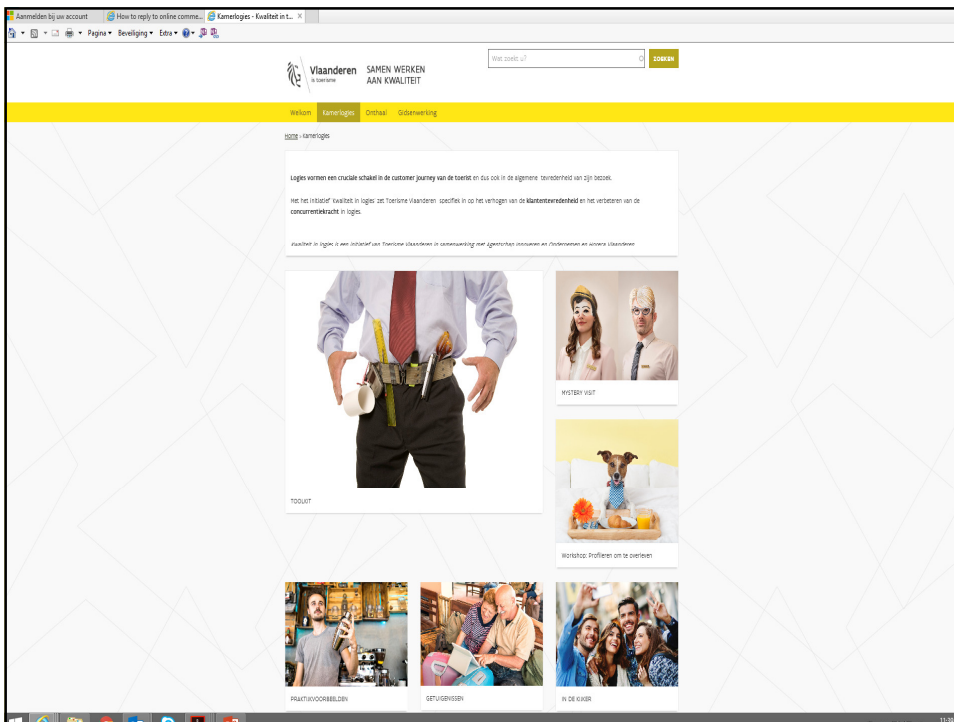 Aanmelden bij uw account
How to reply to online comme...
Kamerlogies - Kwaliteit in t...
Pagina Beveiliging Extra
Vlaanderen
is toerisme
SAMEN WERKEN
AAN KWALITEIT
Wat zoekt u?
ZOEKEN
Welkom Kamerlogies Onthaal Gidsenwerking
Home › Kamerlogies
Logies vormen een cruciale schakel in de customer journey van de toerist en dus ook in de algemene tevredenheid van zijn bezoek.
Met het initiatief 'Kwaliteit in logies' zet Toerisme Vlaanderen specifiek in op het verhogen van de klantentevredenheid en het verbeteren van de
concurrentiekracht in logies.
Kwaliteit in logies is een initiatief van Toerisme Vlaanderen in samenwerking met Agentschap Innoveren en Ondernemen en Horeca Vlaanderen
MYSTERY VISIT
TOOLKIT
Workshop: Profileren om te overleven
PRAKTIJKVOORBEELDEN
GETUIGENISSEN
IN DE KIJKER